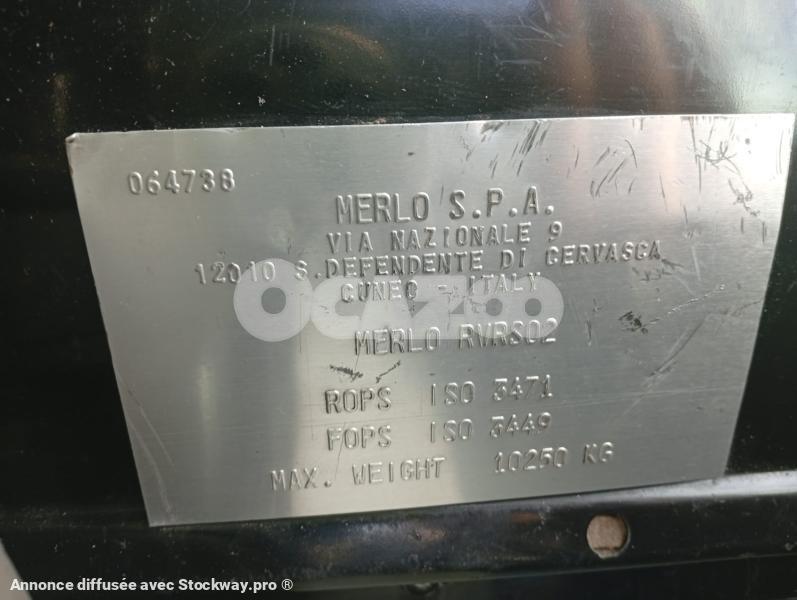 064738
MERLO S.P.A.
VIA NAZIONALE 9
12010 S.DEFENDENTE DI CERVASCA
CUNEO - ITALY
OCAZOO
MERLO RVRS02
ROPS ISO 3471
FOPS ISO 3449
MAX. WEIGHT 10250 KG
Annonce diffusée avec Stockway.pro ®